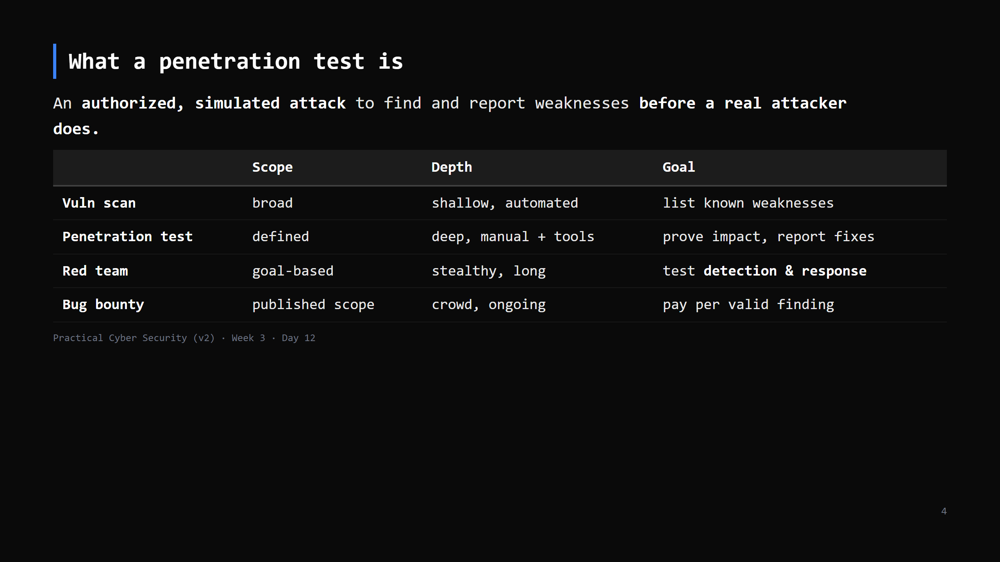 What a penetration test is
An authorized, simulated attack to find and report weaknesses before a real attacker
does.
Scope Depth Goal
Vuln scan broad shallow, automated list known weaknesses
Penetration test defined deep, manual + tools prove impact, report fixes
Red team goal-based stealthy, long test detection & response
Bug bounty published scope crowd, ongoing pay per valid finding
Practical Cyber Security (v2) · Week 3 · Day 12
4